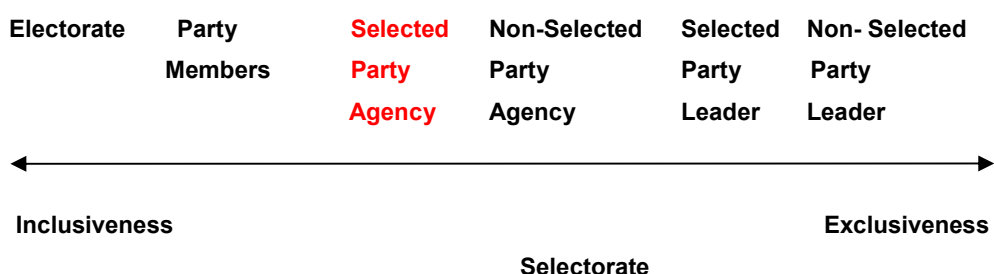 Electorate Party Selected Non-Selected Selected Non- Selected
Members Party Party Party Party
Agency Agency Leader Leader
Inclusiveness Exclusiveness
Selectorate